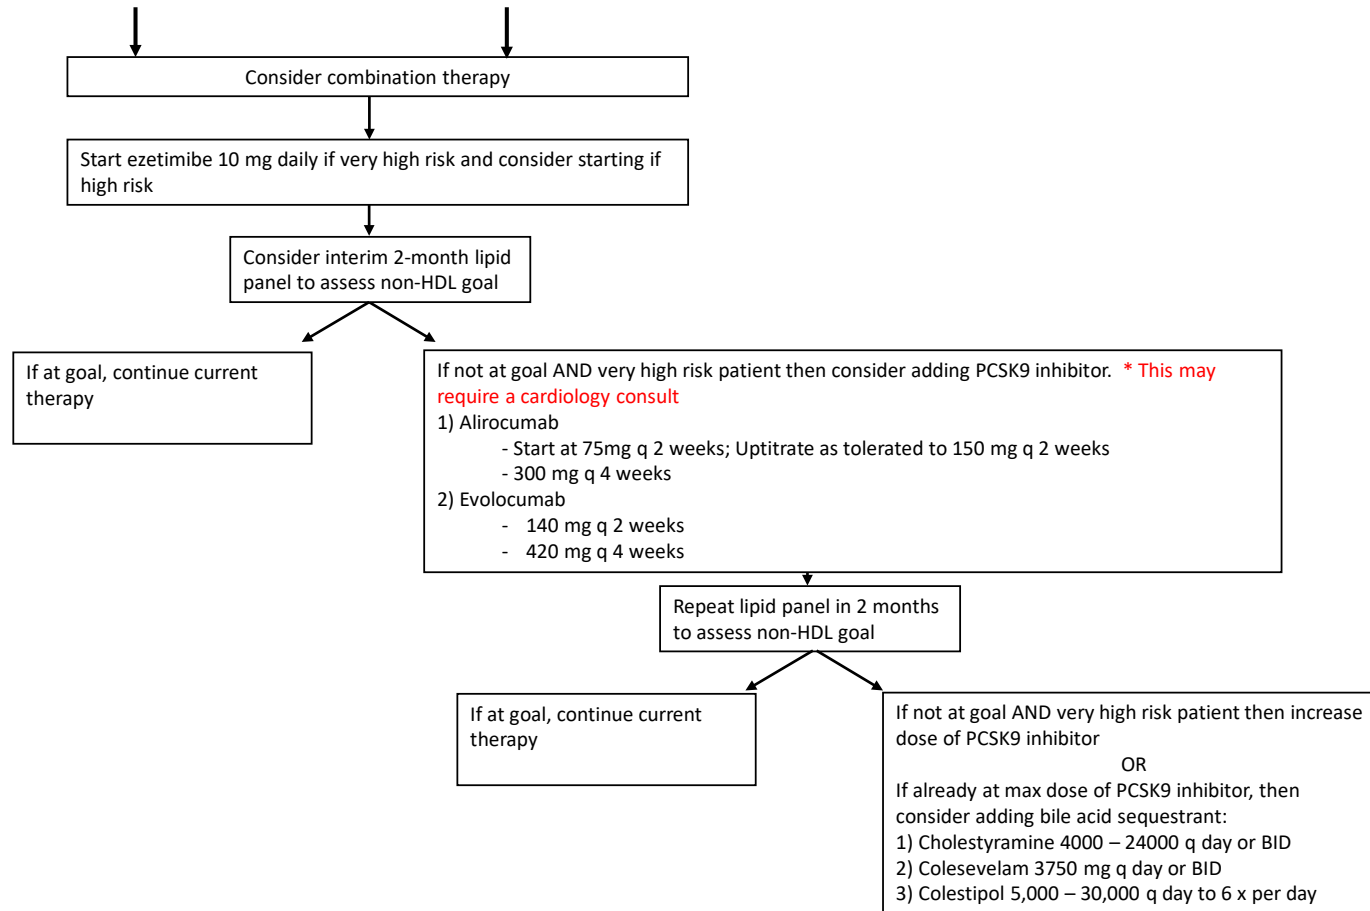 Consider combination therapy
Start ezetimibe 10 mg daily if very high risk and consider starting if
high risk
Consider interim 2-month lipid
panel to assess non-HDL goal
If at goal, continue current
therapy
If not at goal AND very high risk patient then consider adding PCSK9 inhibitor.  * This may
require a cardiology consult
1) Alirocumab
- Start at 75mg q 2 weeks; Uptitrate as tolerated to 150 mg q 2 weeks
- 300 mg q 4 weeks
2) Evolocumab
- 140 mg q 2 weeks
- 420 mg q 4 weeks
Repeat lipid panel in 2 months
to assess non-HDL goal
If at goal, continue current
therapy
If not at goal AND very high risk patient then increase
dose of PCSK9 inhibitor
OR
If already at max dose of PCSK9 inhibitor, then
consider adding bile acid sequestrant:
1) Cholestyramine 4000 – 24000 q day or BID
2) Colesevelam 3750 mg q day or BID
3) Colestipol 5,000 – 30,000 q day to 6 x per day